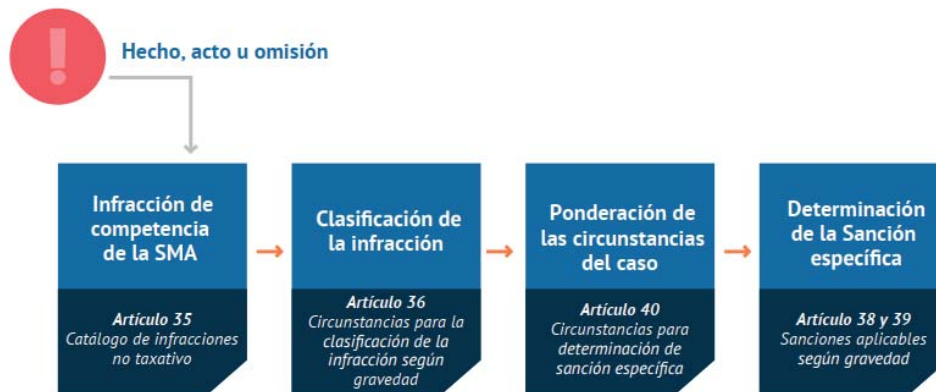 Hecho, acto u omisión
Infracción de
competencia
de la SMA
Artículo 35
Catálogo de infracciones
no taxativo
Clasificación de
la infracción
Artículo 36
Circunstancias para la
clasificación de la
infracción según
gravedad
Ponderación de
las circunstancias
del caso
Artículo 40
Circunstancias para
determinación de
sanción específica
Determinación
de la Sanción
específica
Artículo 38 y 39
Sanciones aplicables
según gravedad